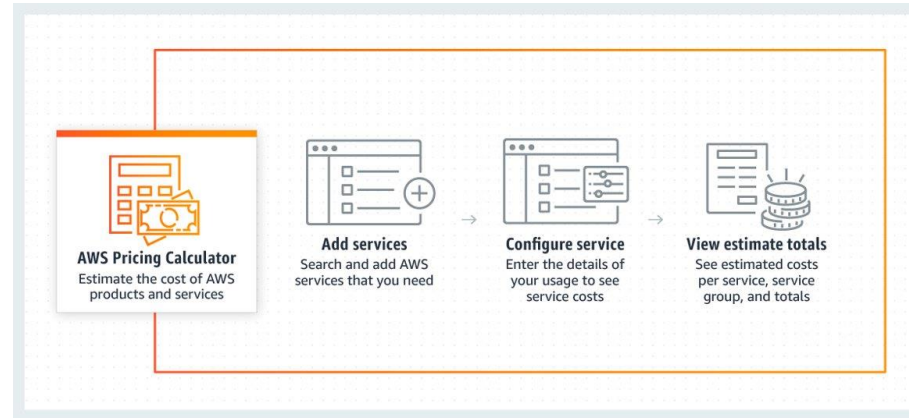 AWS Pricing Calculator
Estimate the cost of AWS
products and services
Add services
Search and add AWS
services that you need
Configure service
Enter the details of
your usage to see
service costs
View estimate totals
See estimated costs
per service, service
group, and totals